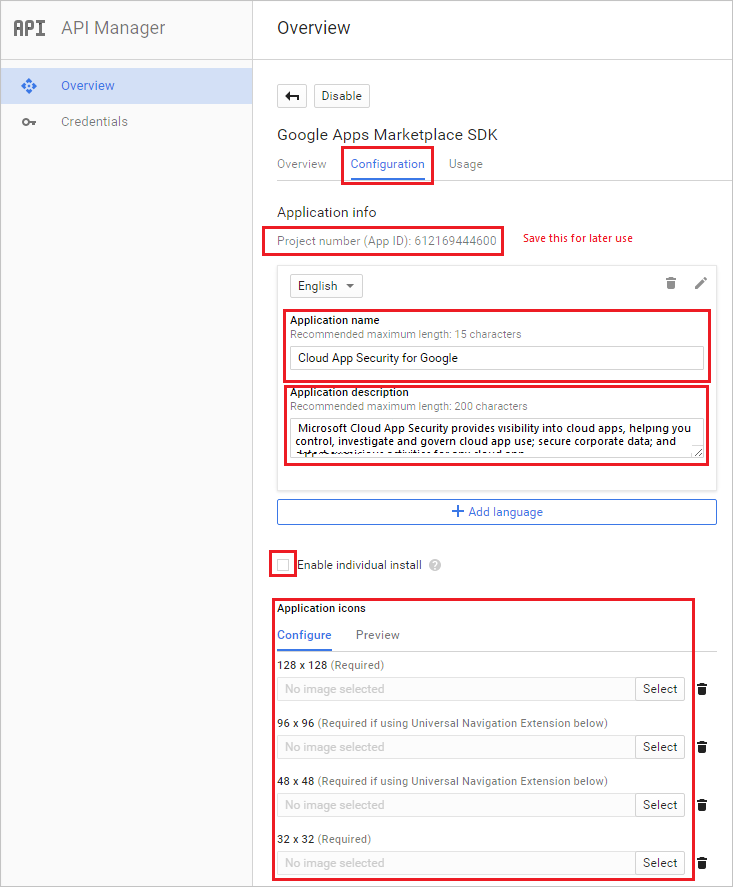 API API Manager
Overview
Overview
Credentials
Disable
Google Apps Marketplace SDK
Overview Configuration Usage
Application info
Project number (App ID): 612169444600
Save this for later use
English
Application name
Recommended maximum length: 15 characters
Cloud App Security for Google
Application description
Recommended maximum length: 200 characters
Microsoft Cloud App Security provides visibility into cloud apps, helping you
control, investigate and govern cloud app use; secure corporate data; and
activities for any cloud app
Add language
Enable individual install ?
Application icons
Configure Preview
128 x 128 (Required)
No image selected Select
96 x 96 (Required if using Universal Navigation Extension below)
No image selected Select
48 x 48 (Required if using Universal Navigation Extension below)
No image selected Select
32 x 32 (Required)
No image selected Select